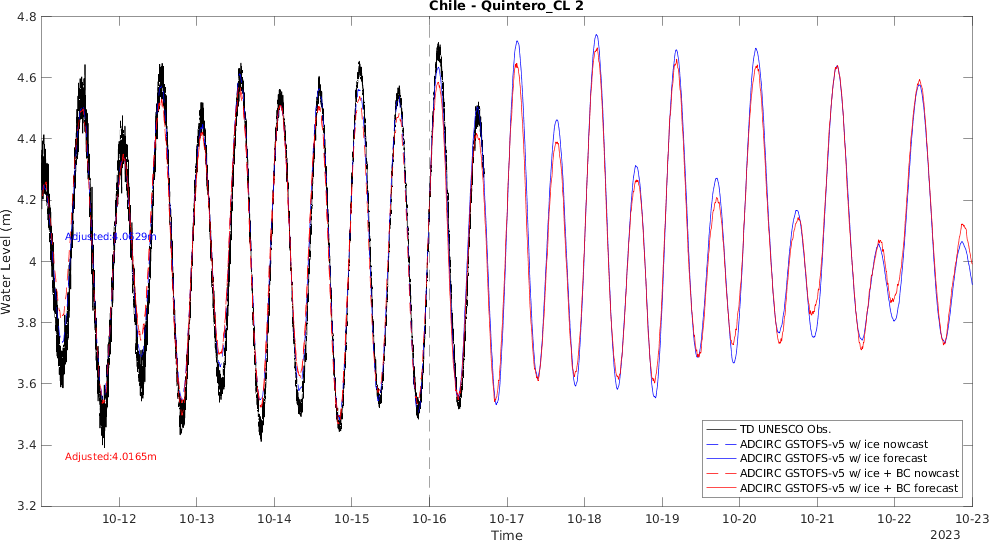 Chile - Quintero_CL 2
4.8
4.6
4.4
4.2
4
3.8
3.6
3.4
3.2
Water Level (m)
Adjusted:4.0629m
Adjusted:4.0165m
TD UNESCO Obs.
ADCIRC GSTOFS-v5 w/ ice nowcast
ADCIRC GSTOFS-v5 w/ ice forecast
ADCIRC GSTOFS-v5 w/ ice + BC nowcast
ADCIRC GSTOFS-v5 w/ ice + BC forecast
10-12 10-13 10-14 10-15 10-16 10-17 10-18 10-19 10-20 10-21 10-22 10-23
Time
2023